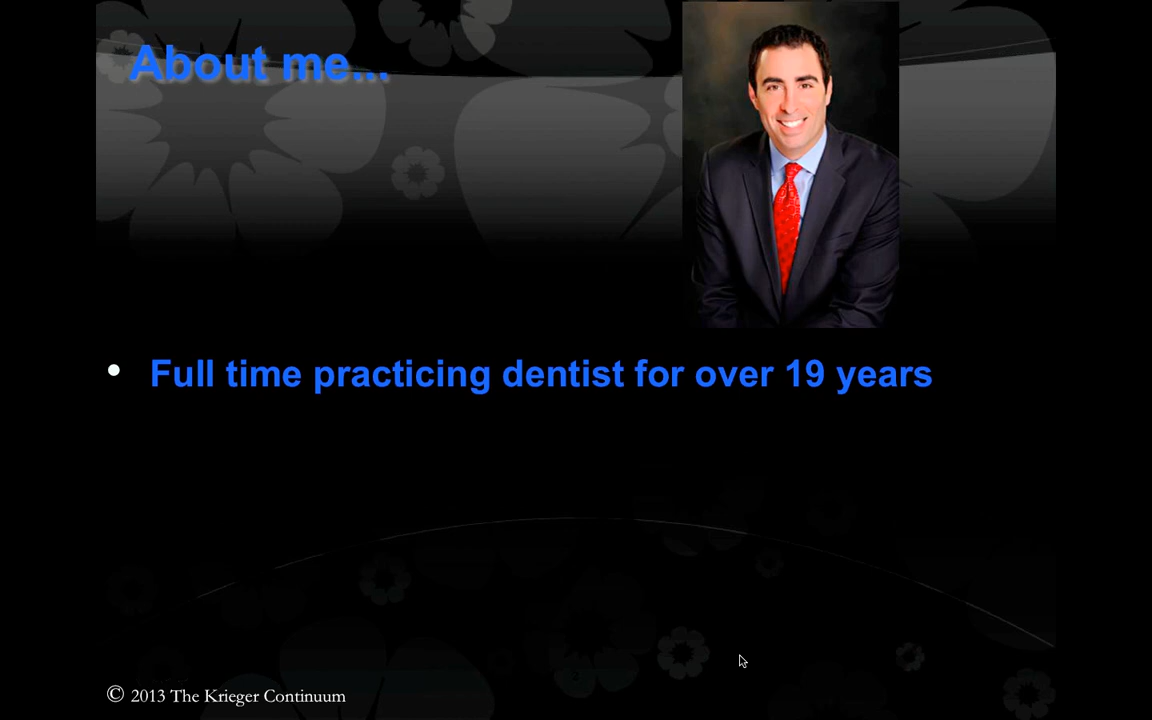 About me...
• Full time practicing dentist for over 19 years
© 2013 The Krieger Continuum